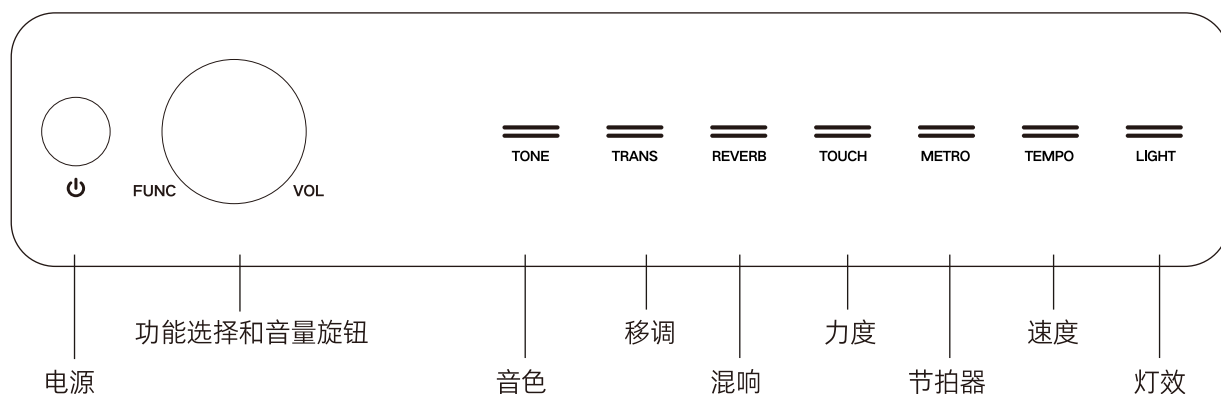 TONE TRANS REVERB TOUCH METRO TEMPO LIGHT
FUNC VOL
功能选择和音量旋钮 移调 力度 速度
电源 音色 混响 节拍器 灯效